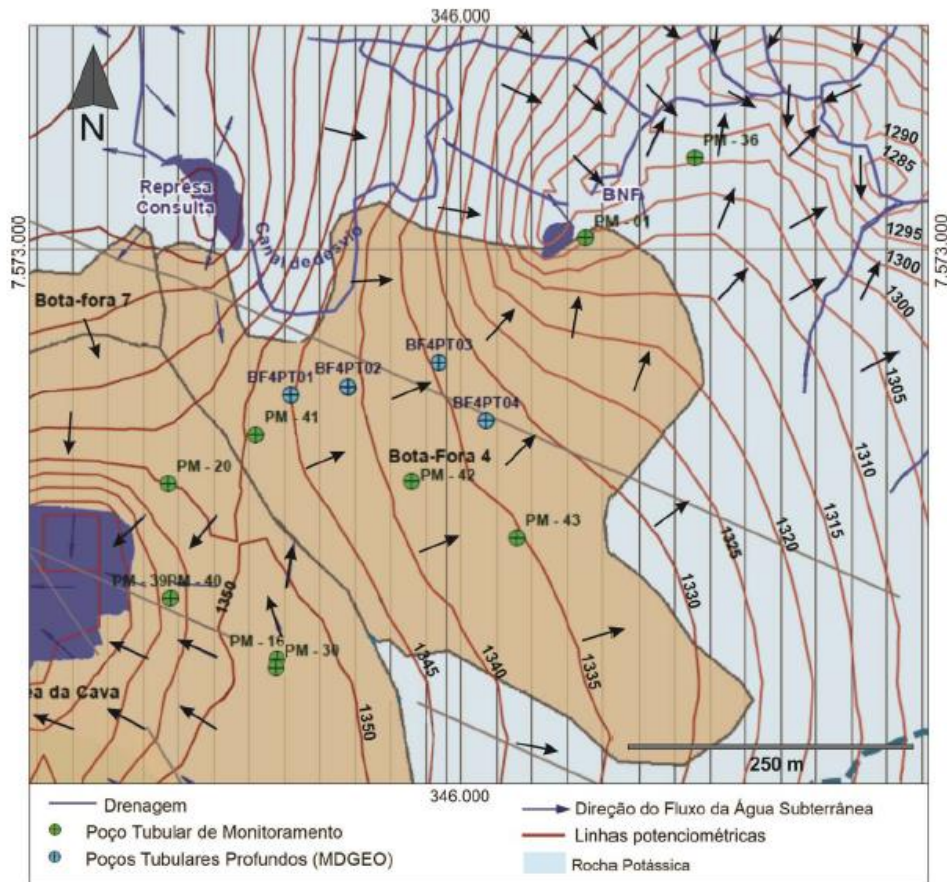 346.000
N
Represa
Consulta
Canal de desvio
BNF
PM - 36
PM - 01
1290
1285
1295
1300
1300
1305
1310
1315
1320
1325
1330
7.573.000
7.573.000
Bota-fora 7
BF4PT01
BF4PT02
BF4PT03
BF4PT04
PM - 41
PM - 20
Bota-Fora 4
PM - 42
PM - 43
PM - 39PM - 40
1350
PM - 16
PM - 30
ea da Cava
1350
1345
1340
1335
250 m
346.000
Drenagem
Poço Tubular de Monitoramento
Poços Tubulares Profundos (MDGEO)
Direção do Fluxo da Água Subterrânea
Linhas potenciométricas
Rocha Potássica